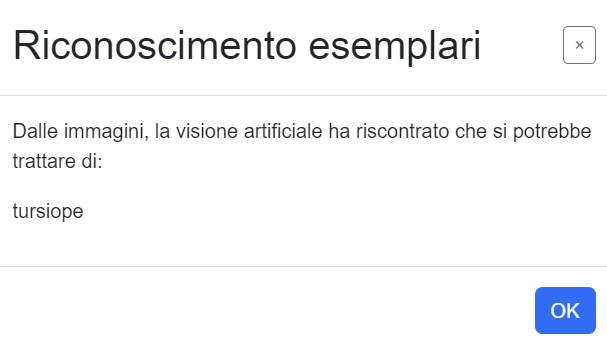 Riconoscimento esemplari
×
Dalle immagini, la visione artificiale ha riscontrato che si potrebbe
trattare di:
tursiope
OK